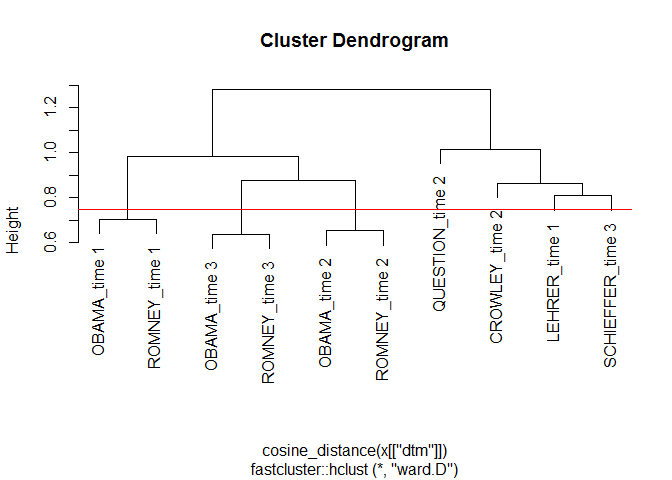 Cluster Dendrogram
Height
1.2
1.0
0.8
0.6
OBAMA_time 1
ROMNEY_time 1
OBAMA_time 3
ROMNEY_time 3
OBAMA_time 2
ROMNEY_time 2
QUESTION_time 2
CROWLEY_time 2
LEHRER_time 1
SCHIEFFER_time 3
cosine_distance(x[["dtm"]])
fastcluster::hclust (*, "ward.D")